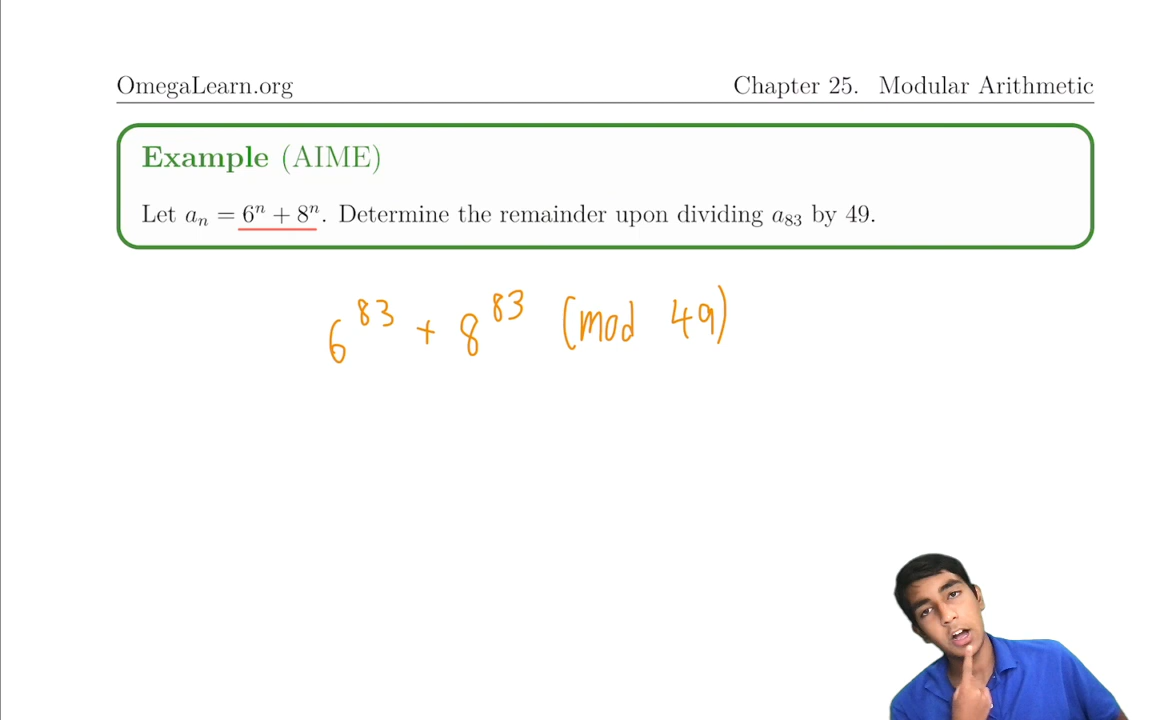 OmegaLearn.org Chapter 25. Modular Arithmetic
Example (AIME)
Let aₙ = 6ⁿ + 8ⁿ. Determine the remainder upon dividing a₈₃ by 49.
6⁸³ + 8⁸³ (mod 49)